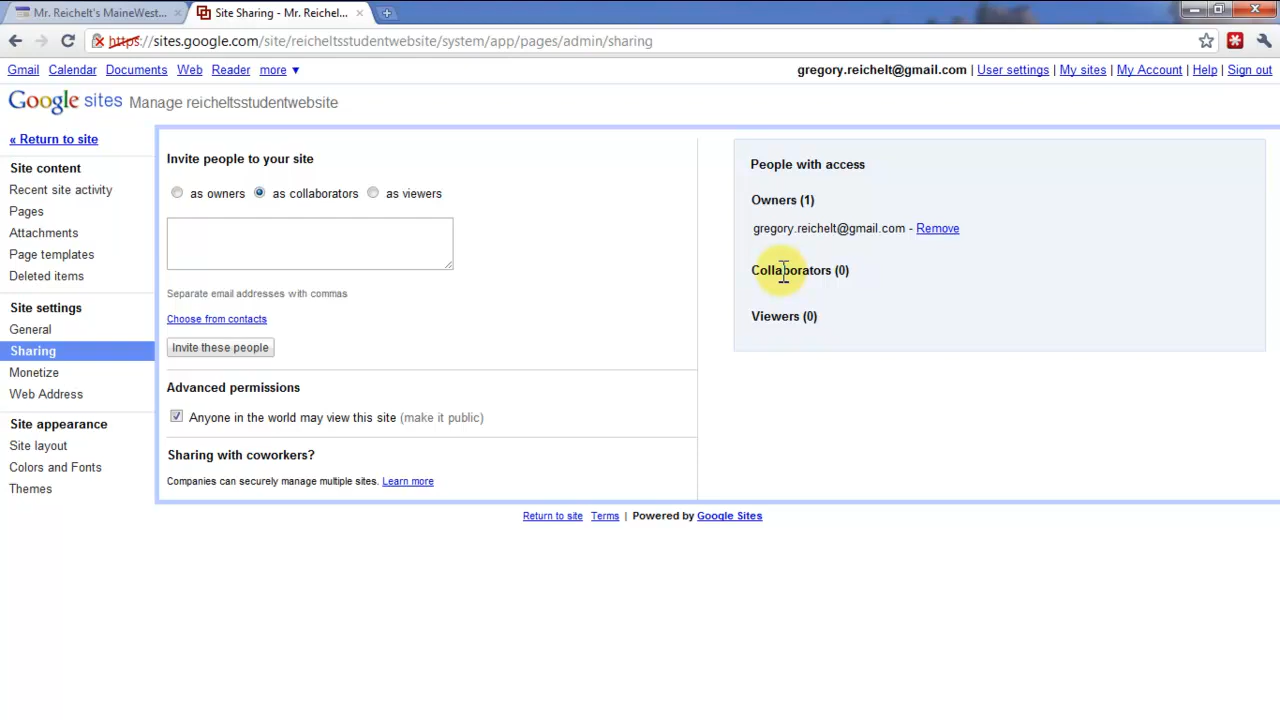 Mr. Reichelt's MaineWest...
Site Sharing - Mr. Reichel...
https://sites.google.com/site/reicheltsstudentwebsite/system/app/pages/admin/sharing
Gmail Calendar Documents Web Reader more ▼
gregory.reichelt@gmail.com | User settings | My sites | My Account | Help | Sign out
Google sites Manage reicheltsstudentwebsite
« Return to site
Site content
Recent site activity
Pages
Attachments
Page templates
Deleted items
Site settings
General
Sharing
Monetize
Web Address
Site appearance
Site layout
Colors and Fonts
Themes
Invite people to your site
as owners as collaborators as viewers
Separate email addresses with commas
Choose from contacts
Invite these people
Advanced permissions
Anyone in the world may view this site (make it public)
Sharing with coworkers?
Companies can securely manage multiple sites. Learn more
People with access
Owners (1)
gregory.reichelt@gmail.com - Remove
Collaborators (0)
Viewers (0)
Return to site Terms | Powered by Google Sites